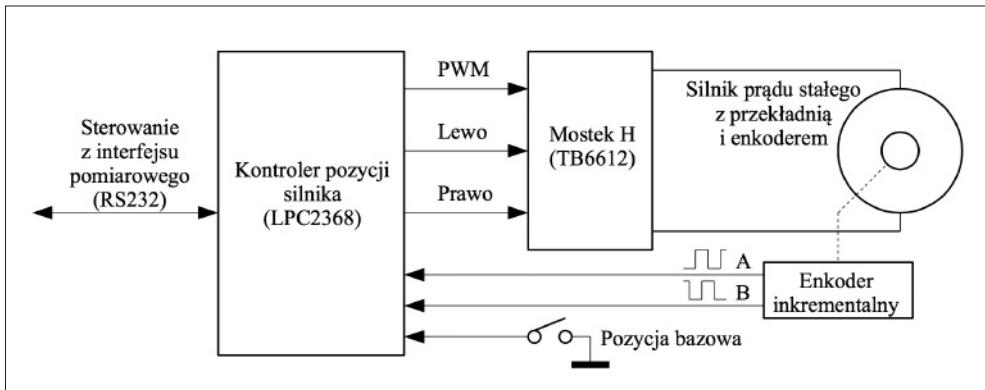 Sterowanie
z interfejsu
pomiarowego
(RS232)
Kontroler pozycji
silnika
(LPC2368)
PWM
Lewo
Prawo
Mostek H
(TB6612)
Silnik prądu stałego
z przekładnią
i enkoderem
A
B
Enkoder
inkrementalny
Pozycja bazowa